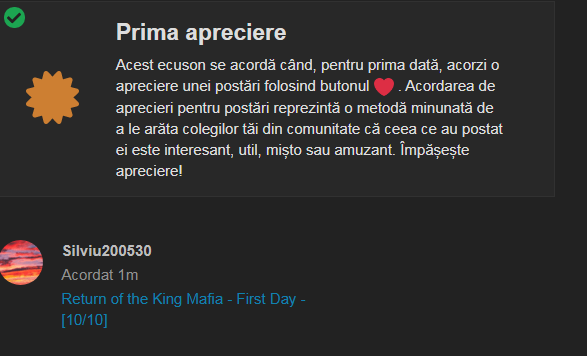 Prima apreciere
Acest ecuson se acordă când, pentru prima dată, acorzi o
apreciere unei postări folosind butonul ❤ . Acordarea de
aprecieri pentru postări reprezintă o metodă minunată de
a le arăta colegilor tăi din comunitate că ceea ce au postat
ei este interesant, util, mișto sau amuzant. Împășește
apreciere!
Silviu200530
Acordat 1m
Return of the King Mafia - First Day -
[10/10]